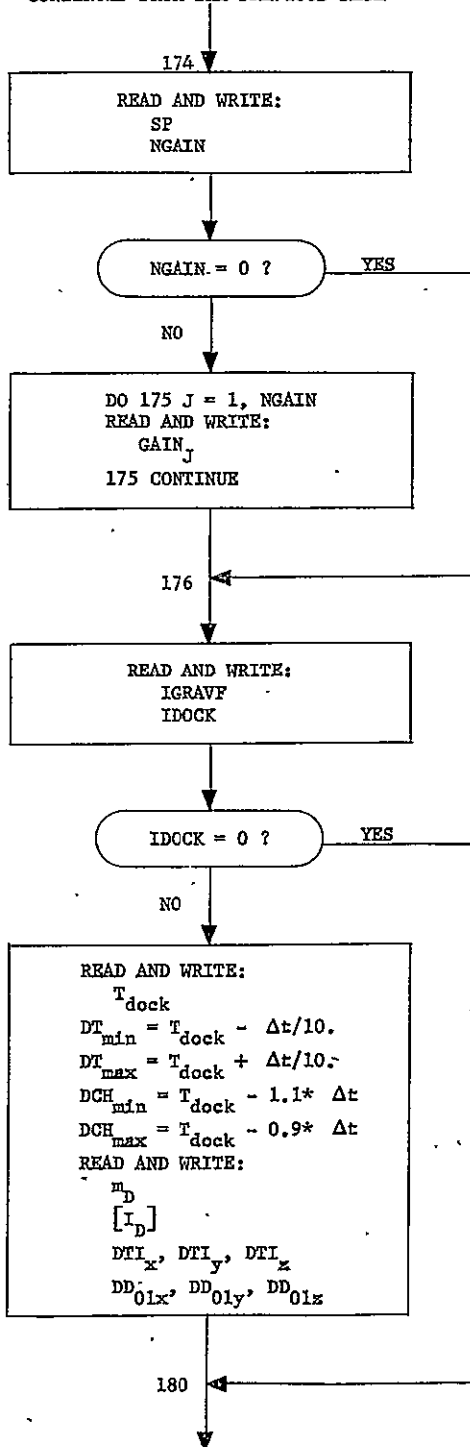 174
READ AND WRITE:
SP
NGAIN
NGAIN = 0 ?
YES
NO
DO 175 J = 1, NGAIN
READ AND WRITE:
GAIN_J
175 CONTINUE
176
READ AND WRITE:
IGRAVF
IDOCK
IDOCK = 0 ?
YES
NO
READ AND WRITE:
T_dock
DT_min = T_dock - Δt/10.
DT_max = T_dock + Δt/10.
DCH_min = T_dock - 1.1* Δt
DCH_max = T_dock - 0.9* Δt
READ AND WRITE:
m_D
[I_D]
DTI_x, DTI_y, DTI_z
DD_01x, DD_01y, DD_01z
180